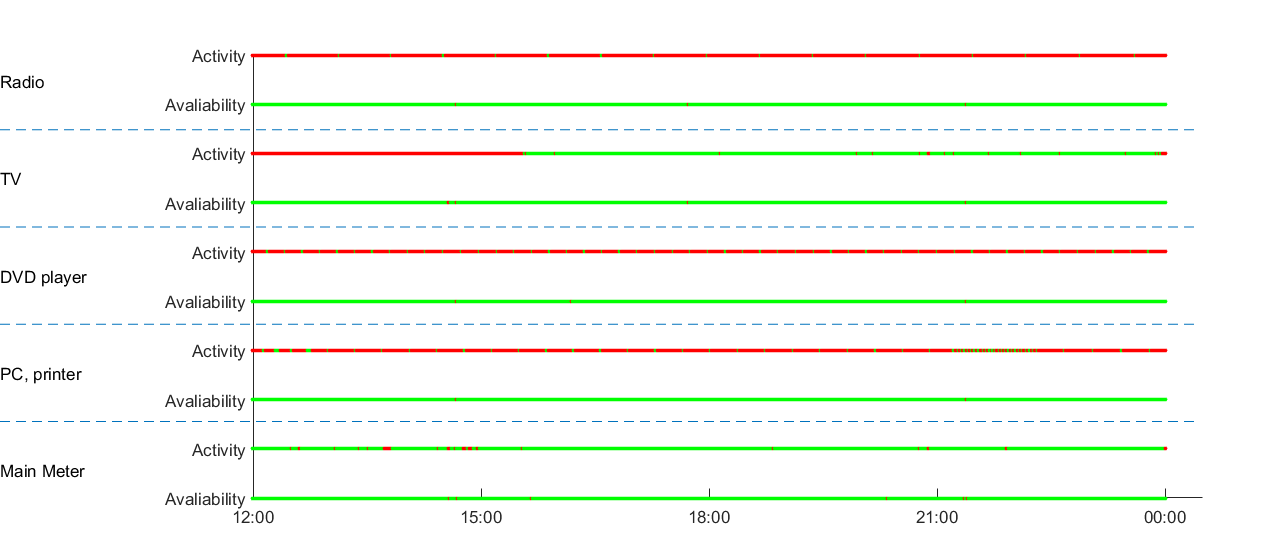 Activity
Radio
Avaliability
Activity
TV
Avaliability
Activity
DVD player
Avaliability
Activity
PC, printer
Avaliability
Activity
Main Meter
Avaliability
12:00 15:00 18:00 21:00 00:00